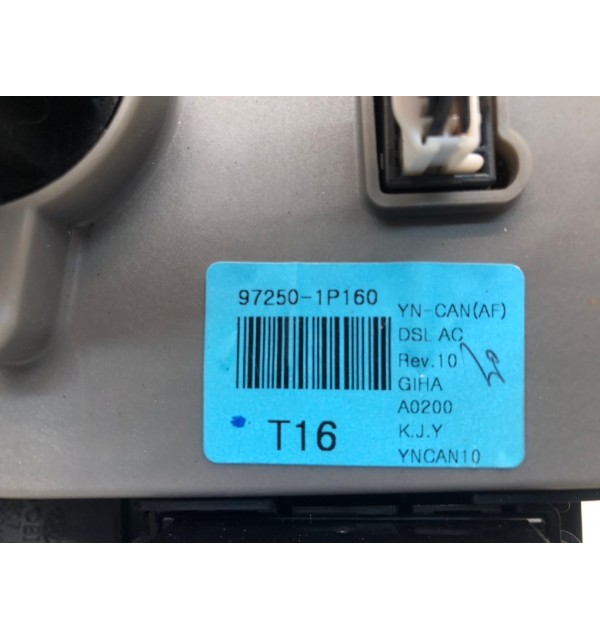 97250-1P160
T16
YN-CAN(AF)
DSL AC
Rev.10
GIHA
A0200
K.J.Y
YNCAN10